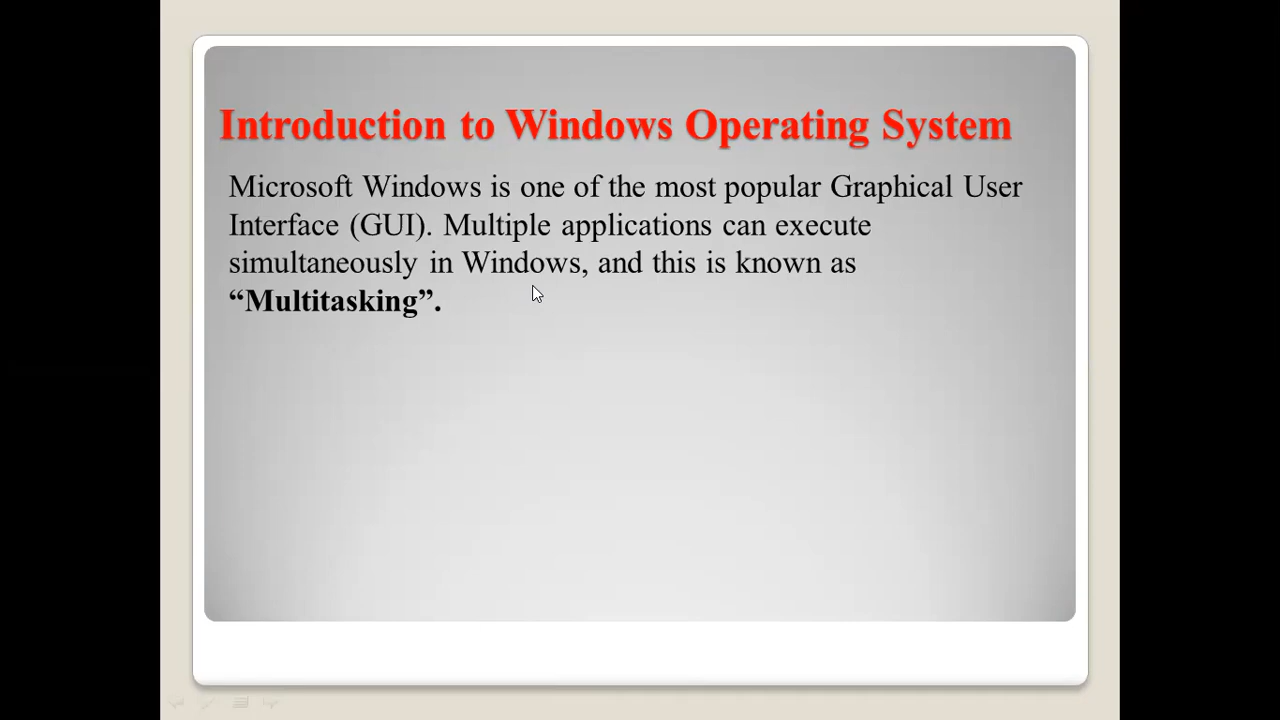 Introduction to Windows Operating System
Microsoft Windows is one of the most popular Graphical User
Interface (GUI). Multiple applications can execute
simultaneously in Windows, and this is known as
“Multitasking”.